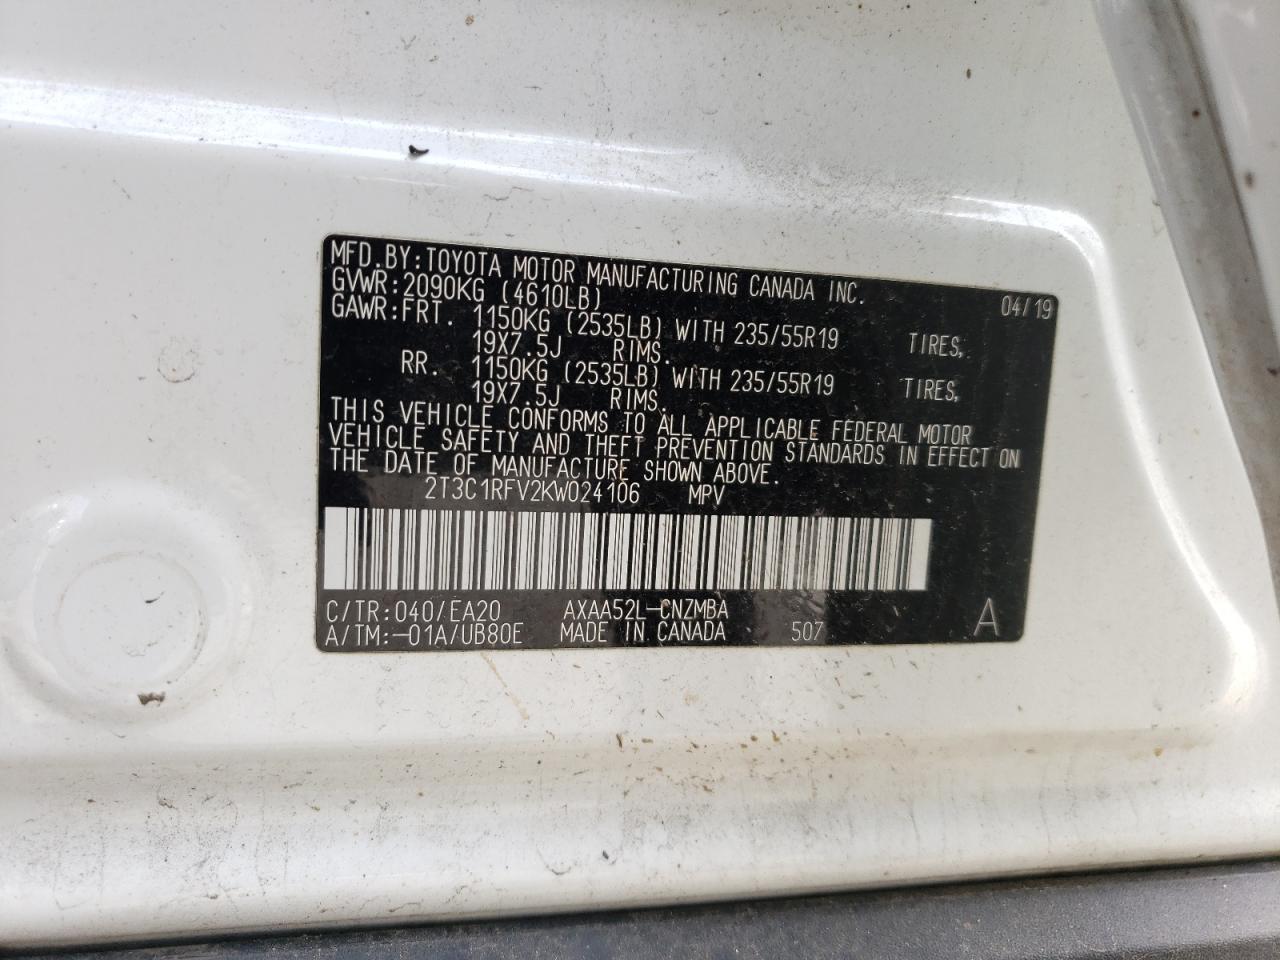 MFD.BY:TOYOTA MOTOR MANUFACTURING CANADA INC. 04/19
GVWR:2090KG (4610LB)
GAWR:FRT. 1150KG (2535LB) WITH 235/55R19 TIRES,
19X7.5J RIMS.
RR. 1150KG (2535LB) WITH 235/55R19 TIRES,
19X7.5J RIMS.
THIS VEHICLE CONFORMS TO ALL APPLICABLE FEDERAL MOTOR
VEHICLE SAFETY AND THEFT PREVENTION STANDARDS IN EFFECT ON
THE DATE OF MANUFACTURE SHOWN ABOVE.
2T3C1RFV2KW024106 MPV
C/TR:040/EA20 AXAA52L-CNZMBA
A/TM:-01A/UB80E MADE IN CANADA 507 A